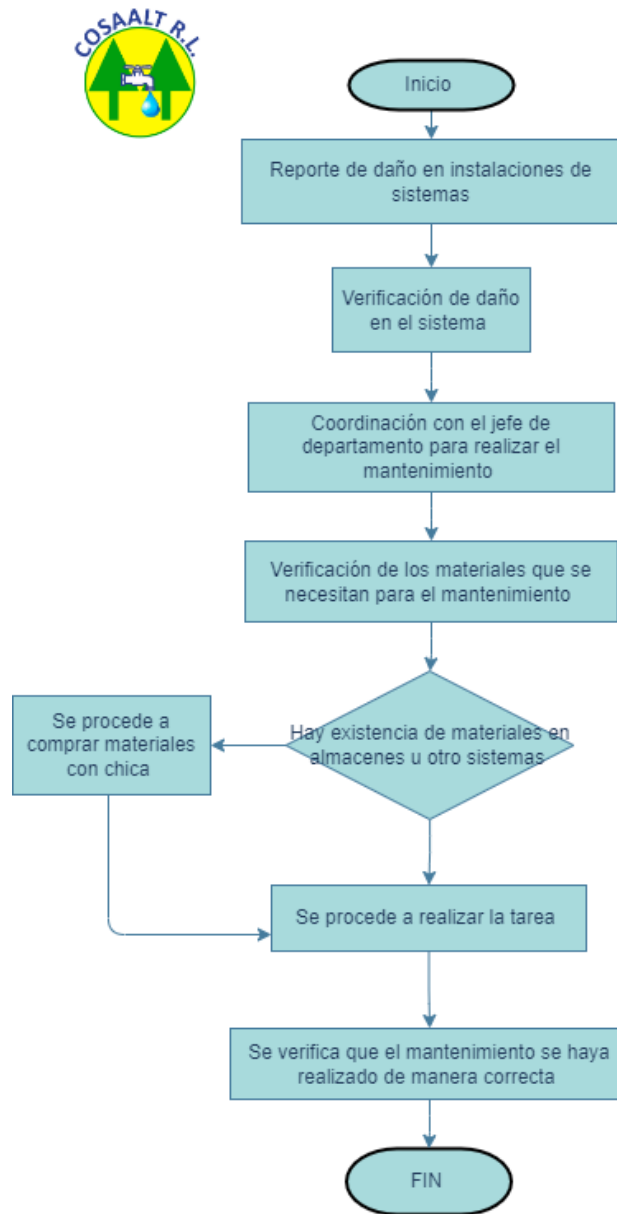 COSAALT R.L.
Inicio
Reporte de daño en instalaciones de
sistemas
Verificación de daño
en el sistema
Coordinación con el jefe de
departamento para realizar el
mantenimiento
Verificación de los materiales que se
necesitan para el mantenimiento
Hay existencia de materiales en
almacenes u otro sistemas
Se procede a
comprar materiales
con chica
Se procede a realizar la tarea
Se verifica que el mantenimiento se haya
realizado de manera correcta
FIN